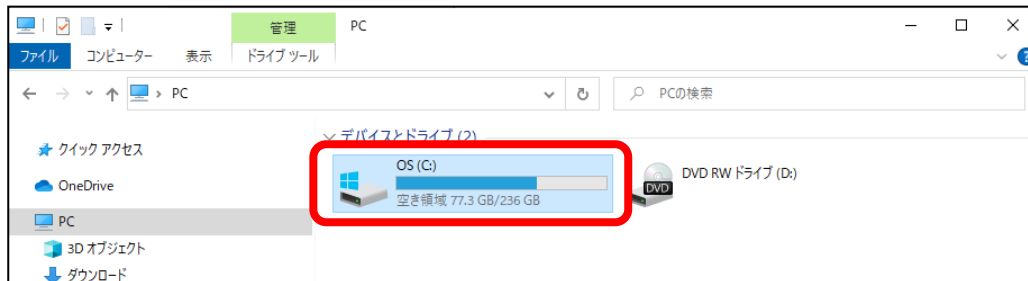 管理
PC
ファイル
コンピューター
表示
ドライブ ツール
PC
PCの検索
クイック アクセス
OneDrive
PC
3D オブジェクト
ダウンロード
デバイスとドライブ (2)
OS (C:)
空き領域 77.3 GB/236 GB
DVD RW ドライブ (D:)
DVD